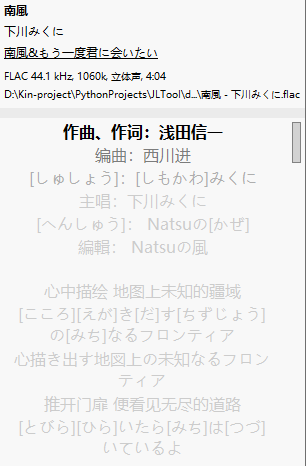 南風
下川みくに
南風&もう一度君に会いたい
FLAC 44.1 kHz, 1060k, 立体声, 4:04
D:\Kin-project\PythonProjects\JLTool\d...\南風 - 下川みくに.flac
作曲、作词：浅田信一
编曲：西川进
[しゅしょう]：[しもかわ]みくに
主唱：下川みくに
[へんしゅう]： Natsuの[かぜ]
编辑： Natsuの風
心中描绘 地图上未知的疆域
[こころ][えが]き[だ]す[ちずじょう]
の[みち]なるフロンティア
心描き出す地図上の未知なるフロン
ティア
推开门扉 便看见无尽的道路
[とびら][ひら]いたら[みち]は[つづ]
いているよ